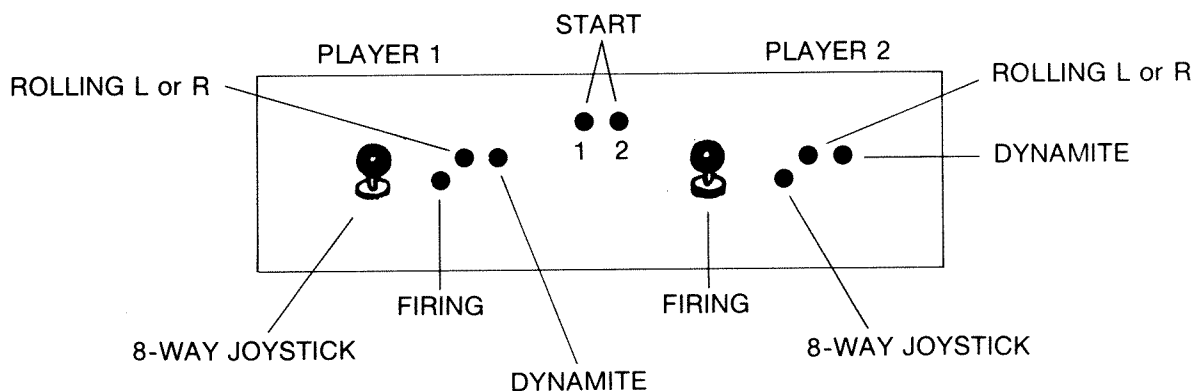 START
PLAYER 1
PLAYER 2
ROLLING L or R
ROLLING L or R
1 2
DYNAMITE
FIRING
FIRING
8-WAY JOYSTICK
8-WAY JOYSTICK
DYNAMITE